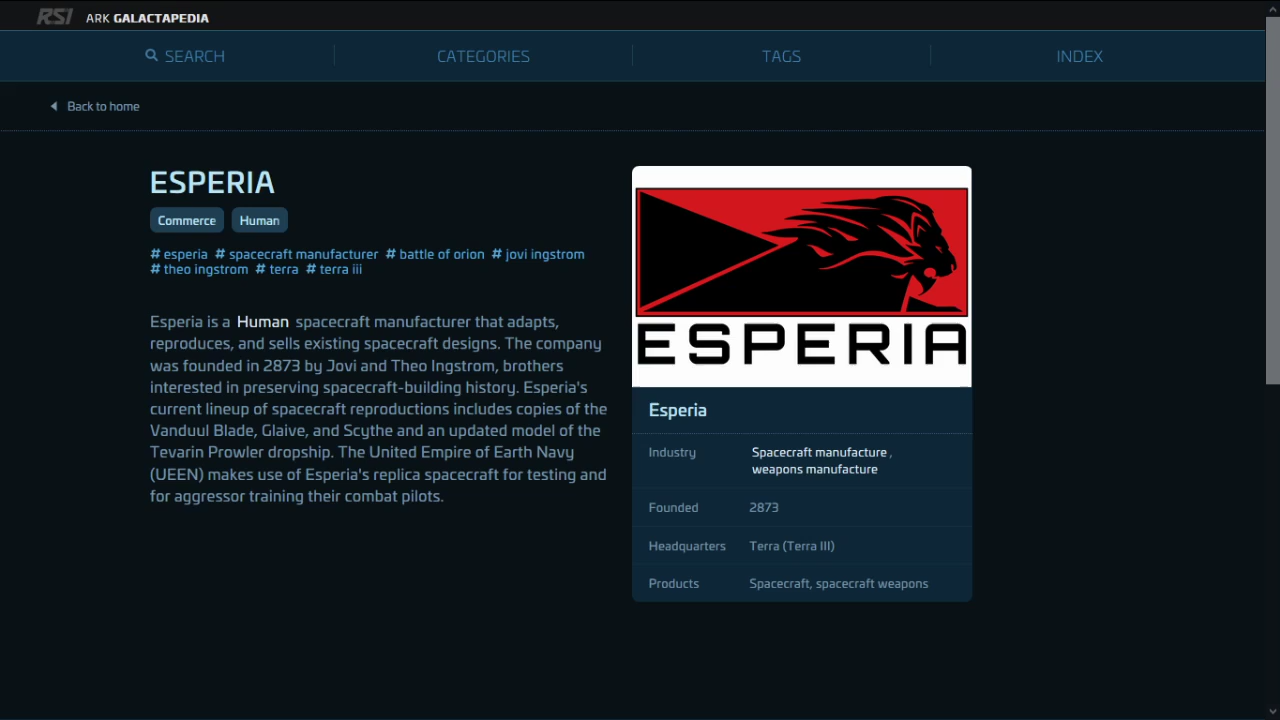 RSI ARK GALACTAPEDIA
SEARCH CATEGORIES TAGS INDEX
Back to home
ESPERIA
Commerce Human
# esperia # spacecraft manufacturer # battle of orion # jovi ingstrom
# theo ingstrom # terra # terra iii
Esperia is a Human spacecraft manufacturer that adapts,
reproduces, and sells existing spacecraft designs. The company
was founded in 2873 by Jovi and Theo Ingstrom, brothers
interested in preserving spacecraft-building history. Esperia's
current lineup of spacecraft reproductions includes copies of the
Vanduul Blade, Glaive, and Scythe and an updated model of the
Tevarin Prowler dropship. The United Empire of Earth Navy
(UEEN) makes use of Esperia's replica spacecraft for testing and
for aggressor training their combat pilots.
ESPERIA
Esperia
Industry Spacecraft manufacture ,
weapons manufacture
Founded 2873
Headquarters Terra (Terra III)
Products Spacecraft, spacecraft weapons